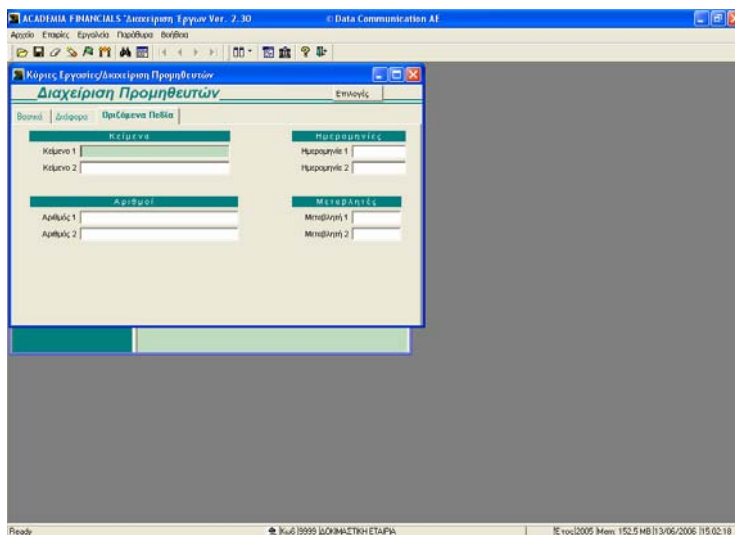 ACADEMIA FINANCIALS "Διαχείριση Έργων Ver. 2.30 © Data Communication AE
Αρχείο Εταιρίες Εργαλεία Παράθυρα Βοήθεια
Κύριες Εργασίες/Διαχείριση Προμηθευτών
Διαχείριση Προμηθευτών Επιλογές
Βασικά Διάφορα Οριζόμενα Πεδία
Κείμενα Ημερομηνίες
Κείμενο 1 Ημερομηνία 1
Κείμενο 2 Ημερομηνία 2
Αριθμοί Μεταβλητές
Αριθμός 1 Μεταβλητή 1
Αριθμός 2 Μεταβλητή 2
Ready Κωδ 9999 ΔΟΚΙΜΑΣΤΙΚΗ ΕΤΑΙΡΙΑ Έτος 2005 Mem: 152.5 MB 13/06/2006 15:02:18